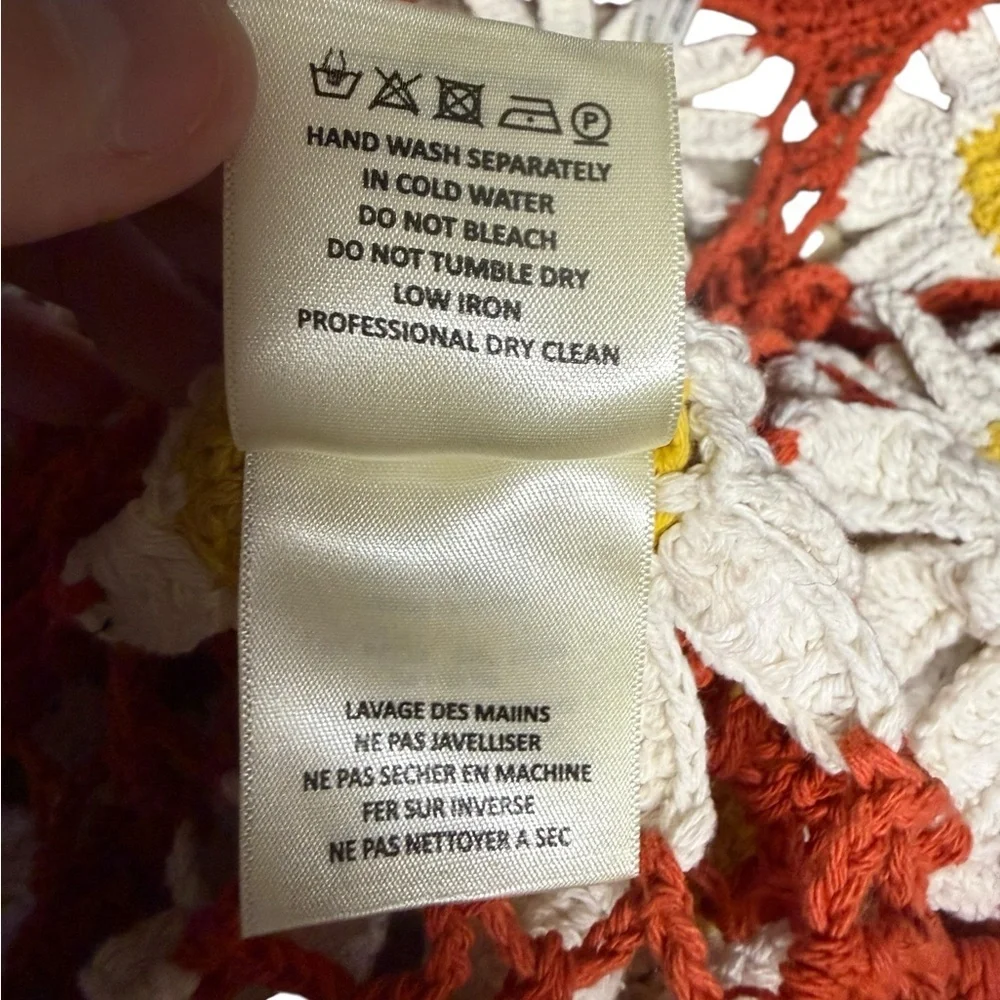 P
HAND WASH SEPARATELY
IN COLD WATER
DO NOT BLEACH
DO NOT TUMBLE DRY
LOW IRON
PROFESSIONAL DRY CLEAN
LAVAGE DES MAIINS
NE PAS JAVELLISER
NE PAS SECHER EN MACHINE
FER SUR INVERSE
NE PAS NETTOYER A SEC